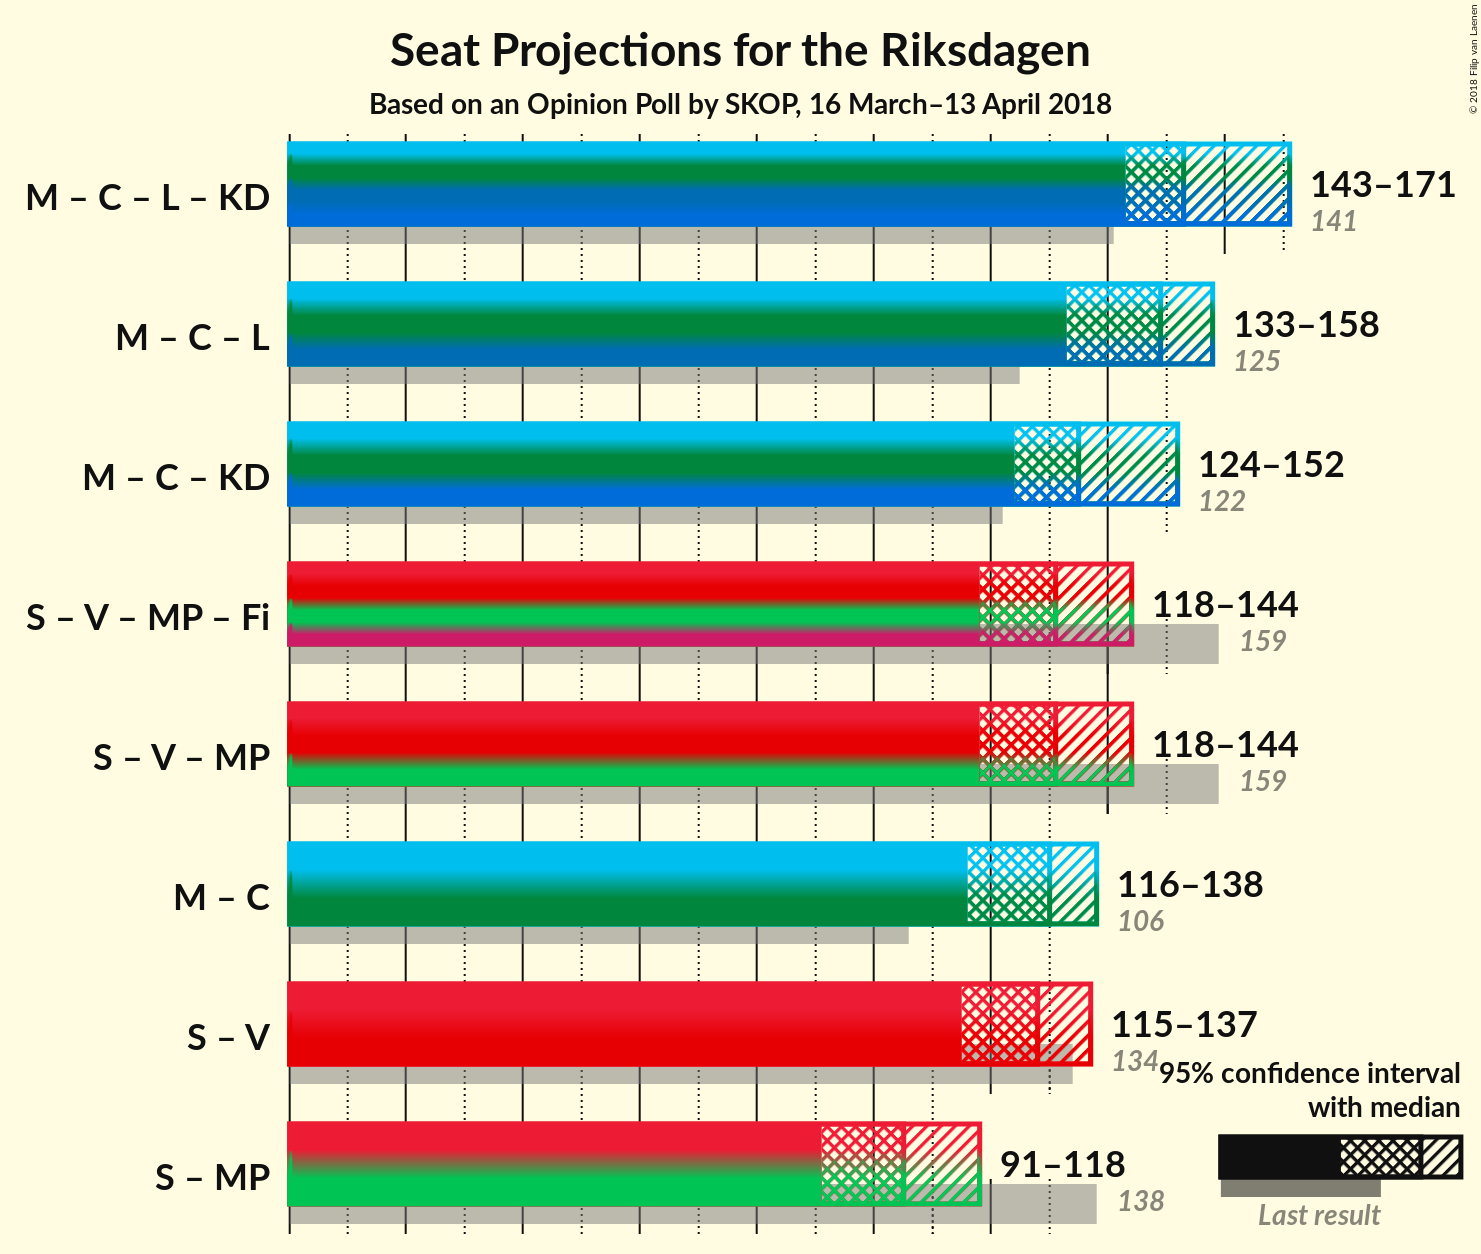 Seat Projections for the Riksdagen
Based on an Opinion Poll by SKOP, 16 March–13 April 2018
© 2018 Filip van Laenen
M – C – L – KD
143–171
141
M – C – L
133–158
125
M – C – KD
124–152
122
S – V – MP – Fi
118–144
159
S – V – MP
118–144
159
M – C
116–138
106
S – V
115–137
134
S – MP
91–118
138
95% confidence interval
with median
Last result